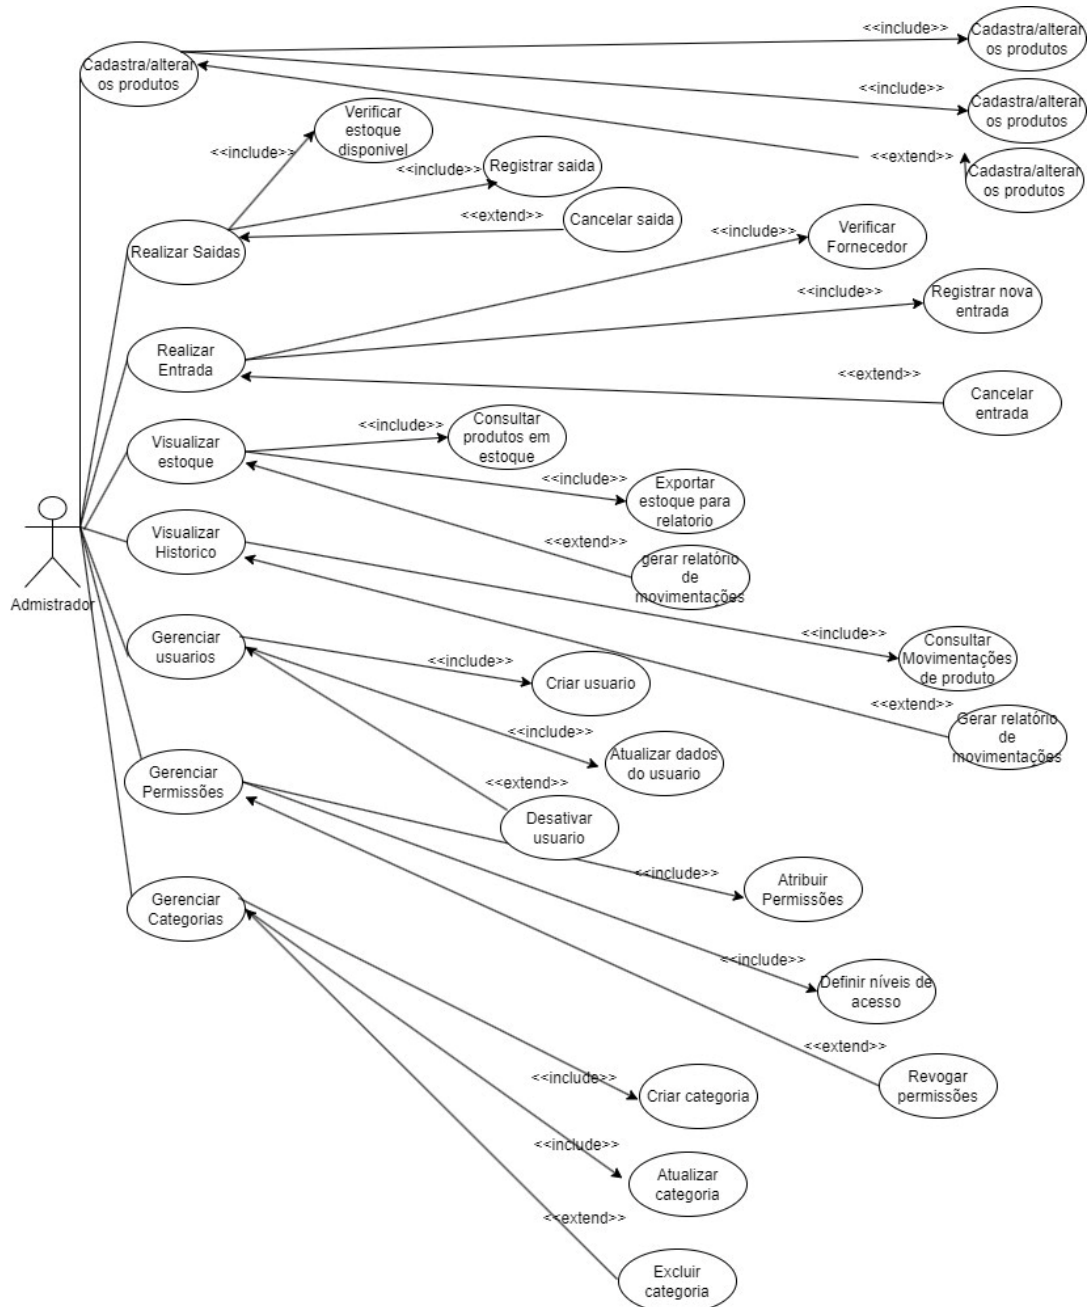 <<include>>
Cadastra/alterar
os produtos
Cadastra/alterar
os produtos
<<include>>
Cadastra/alterar
os produtos
<<extend>>
Cadastra/alterar
os produtos
Verificar
estoque
disponivel
<<include>>
<<include>>
Registrar saida
<<extend>>
Cancelar saida
Realizar Saidas
<<include>>
Verificar
Fornecedor
<<include>>
Registrar nova
entrada
Realizar
Entrada
<<extend>>
Cancelar
entrada
Visualizar
estoque
<<include>>
Consultar
produtos em
estoque
<<include>>
Exportar
estoque para
relatorio
<<extend>>
gerar relatório
de
movimentações
Visualizar
Historico
Admistrador
<<include>>
Consultar
Movimentações
de produto
<<extend>>
Gerar relatório
de
movimentações
Gerenciar
usuarios
<<include>>
Criar usuario
<<include>>
Atualizar dados
do usuario
<<extend>>
Desativar
usuario
Gerenciar
Permissões
<<include>>
Atribuir
Permissões
<<include>>
Definir níveis de
acesso
<<extend>>
Revogar
permissões
Gerenciar
Categorias
<<include>>
Criar categoria
<<include>>
Atualizar
categoria
<<extend>>
Excluir
categoria